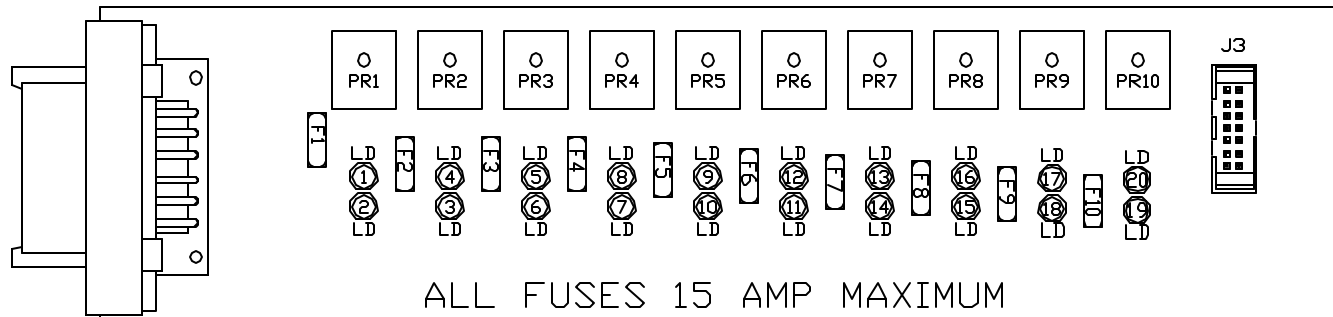 J3
PR1 PR2 PR3 PR4 PR5 PR6 PR7 PR8 PR9 PR10
F1 F2 F3 F4 F5 F6 F7 F8 F9 F10
LD LD LD LD LD LD LD LD LD LD
1 4 5 8 9 12 13 16 17 20
2 3 6 7 10 11 14 15 18 19
LD LD LD LD LD LD LD LD LD LD
ALL FUSES 15 AMP MAXIMUM